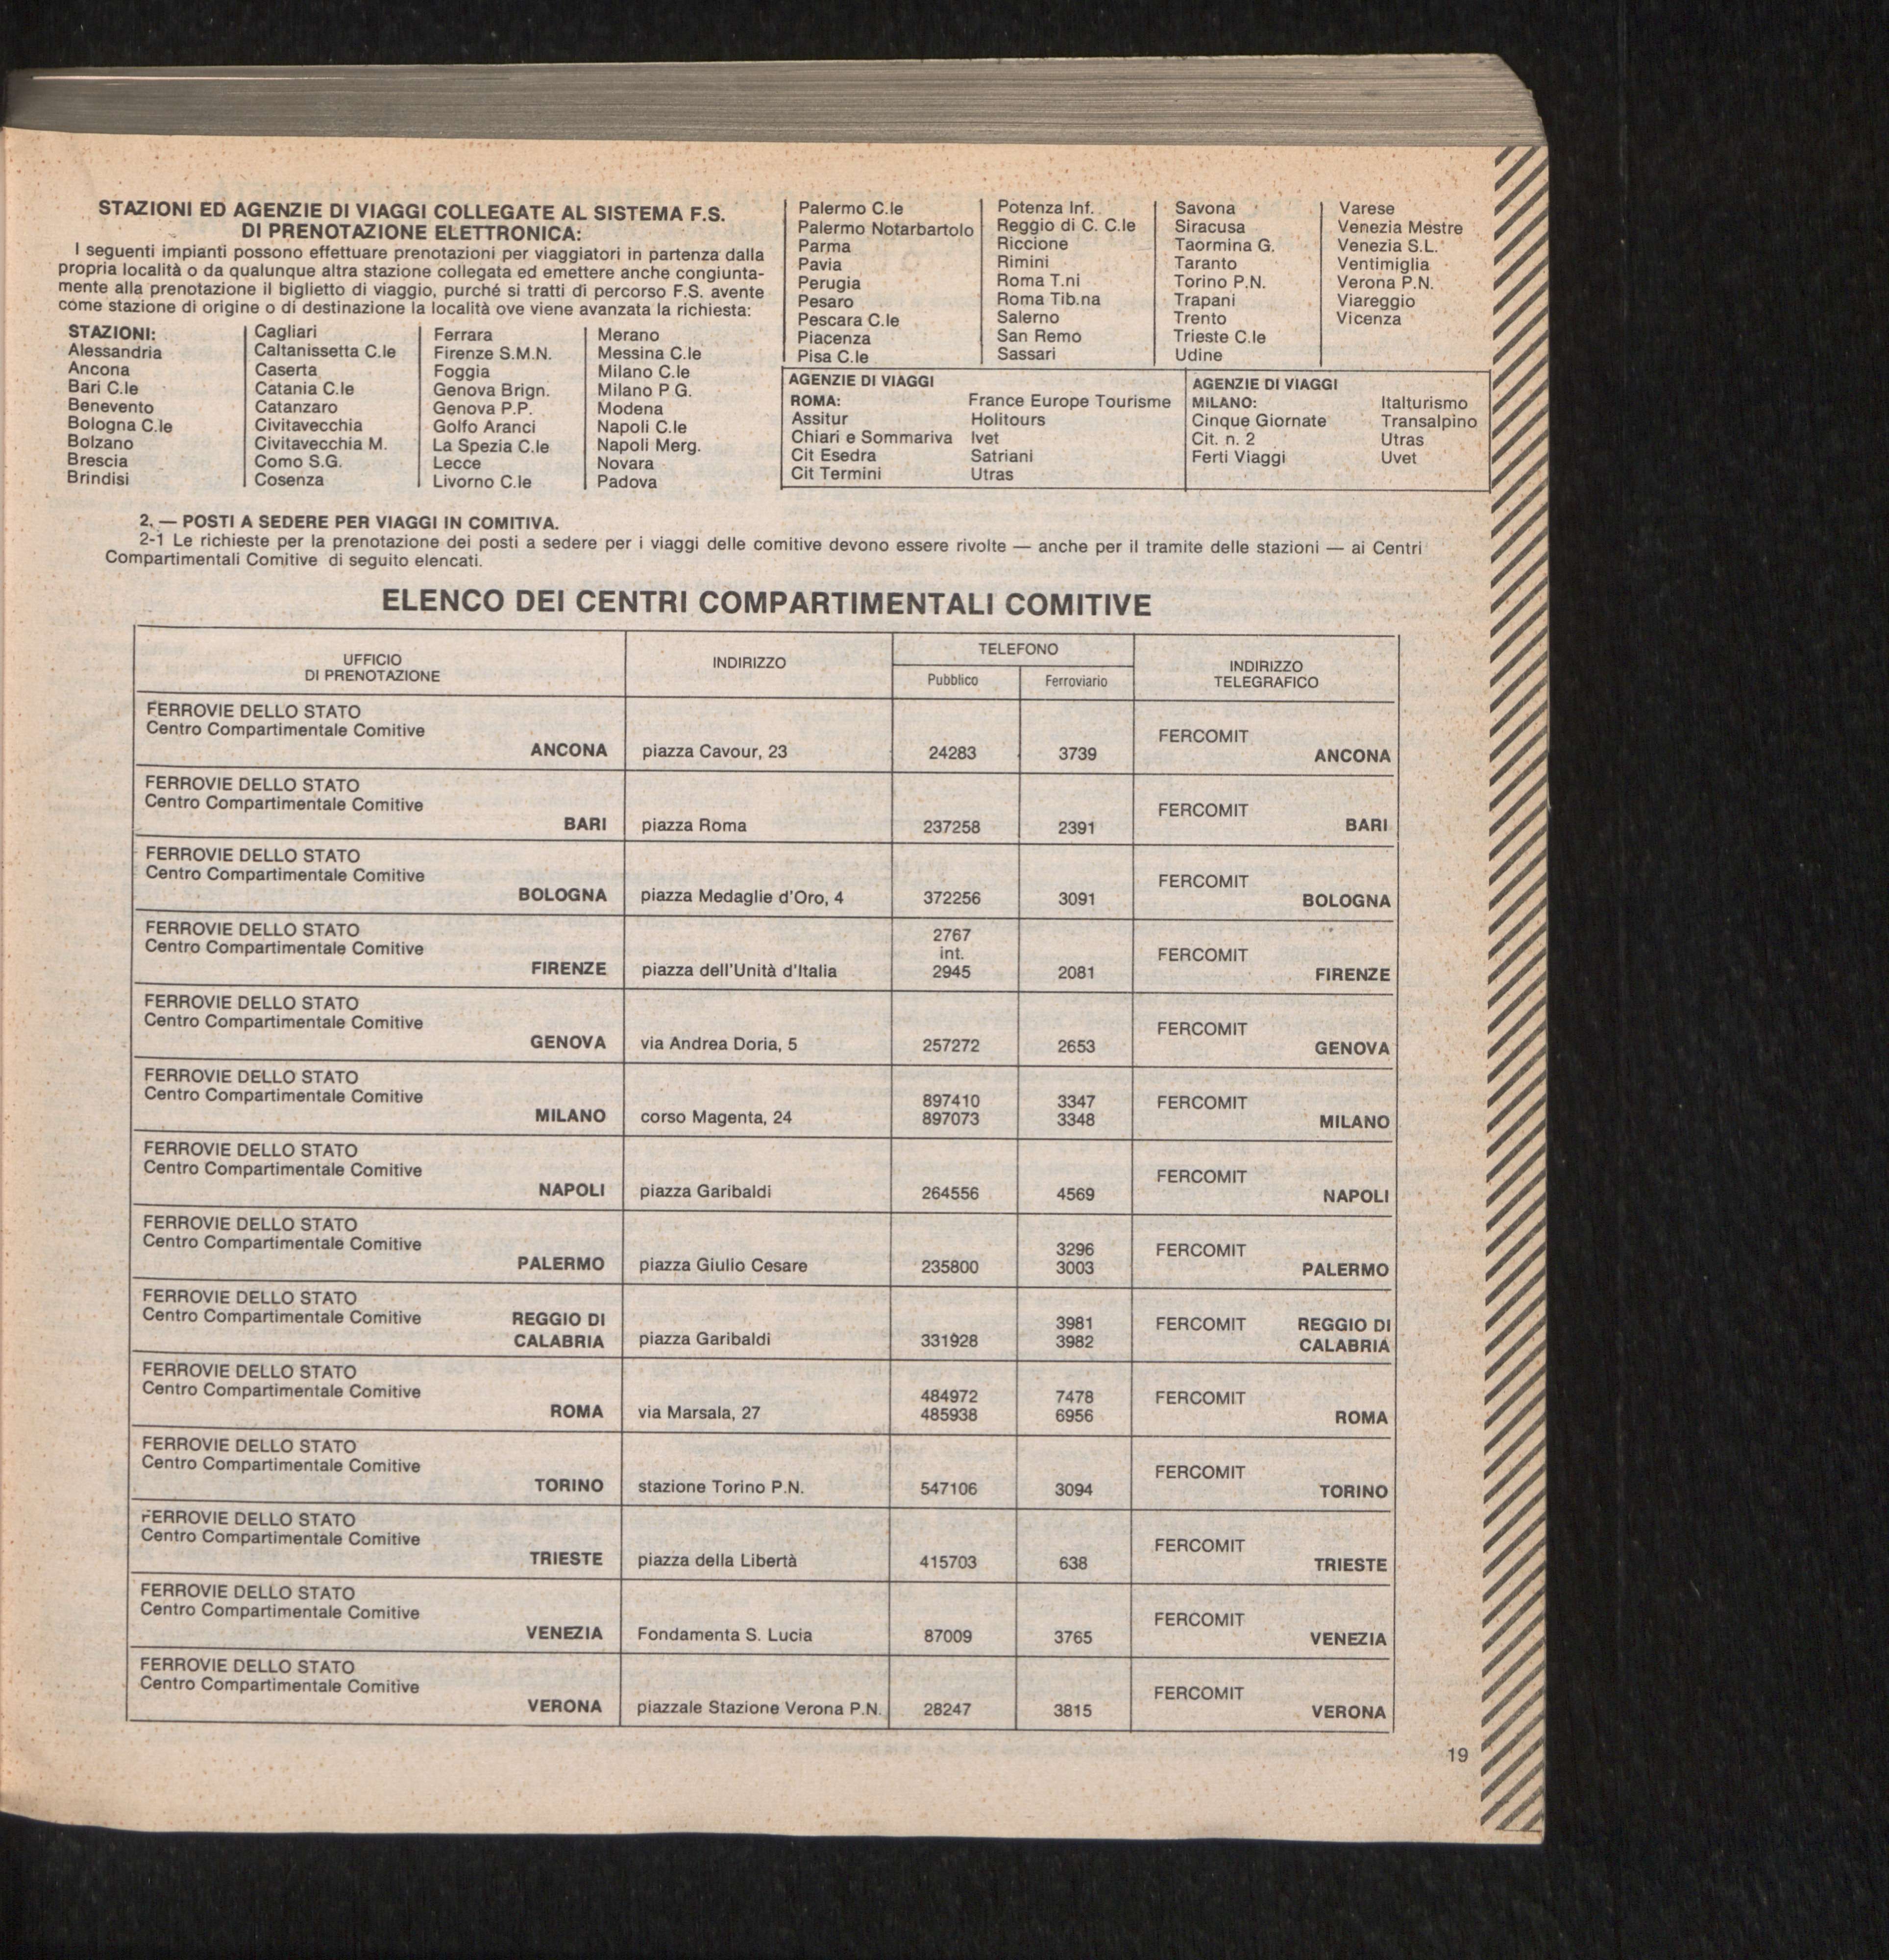 STAZIONI ED AGENZIE DI VIAGGI COLLEGATE AL SISTEMA F.S.
DI PRENOTAZIONE ELETTRONICA:
I seguenti impianti possono effettuare prenotazioni per viaggiatori in partenza dalla
propria località o da qualunque altra stazione collegata ed emettere anche congiunta-
mente alla prenotazione il biglietto di viaggio, purché si tratti di percorso F.S. avente
come stazione di origine o di destinazione la località ove viene avanzata la richiesta:
STAZIONI:
Alessandria
Ancona
Bari C.le
Benevento
Bologna C.le
Bolzano
Brescia
Brindisi
Cagliari
Caltanissetta C.le
Caserta
Catania C.le
Catanzaro
Civitavecchia
Civitavecchia M.
Como S.G.
Cosenza
Ferrara
Firenze S.M.N.
Foggia
Genova Brign.
Genova P.P.
Golfo Aranci
La Spezia C.le
Lecce
Livorno C.le
Merano
Messina C.le
Milano C.le
Milano P G.
Modena
Napoli C.le
Napoli Merg.
Novara
Padova
Palermo C.le
Palermo Notarbartolo
Parma
Pavia
Perugia
Pesaro
Pescara C.le
Piacenza
Pisa C.le
Potenza Inf.
Reggio di C. C.le
Riccione
Rimini
Roma T.ni
Roma Tib.na
Salerno
San Remo
Sassari
Savona
Siracusa
Taormina G.
Taranto
Torino P.N.
Trapani
Trento
Trieste C.le
Udine
Varese
Venezia Mestre
Venezia S.L.
Ventimiglia
Verona P.N.
Viareggio
Vicenza
AGENZIE DI VIAGGI
ROMA: France Europe Tourisme
Assitur Holitours
Chiari e Sommariva Ivet
Cit Esedra Satriani
Cit Termini Utras
AGENZIE DI VIAGGI
MILANO: Italturismo
Cinque Giornate Transalpino
Cit. n. 2 Utras
Ferti Viaggi Uvet
2. — POSTI A SEDERE PER VIAGGI IN COMITIVA.
2-1 Le richieste per la prenotazione dei posti a sedere per i viaggi delle comitive devono essere rivolte — anche per il tramite delle stazioni — ai Centri
Compartimentali Comitive di seguito elencati.
ELENCO DEI CENTRI COMPARTIMENTALI COMITIVE
UFFICIO
DI PRENOTAZIONE
INDIRIZZO
TELEFONO
Pubblico Ferroviario
INDIRIZZO
TELEGRAFICO
FERROVIE DELLO STATO
Centro Compartimentale Comitive FERCOMIT
ANCONA piazza Cavour, 23 24283 3739 ANCONA
FERROVIE DELLO STATO
Centro Compartimentale Comitive FERCOMIT
BARI piazza Roma 237258 2391 BARI
FERROVIE DELLO STATO
Centro Compartimentale Comitive FERCOMIT
BOLOGNA piazza Medaglie d'Oro, 4 372256 3091 BOLOGNA
FERROVIE DELLO STATO 2767
Centro Compartimentale Comitive int. FERCOMIT
FIRENZE piazza dell'Unità d'Italia 2945 2081 FIRENZE
FERROVIE DELLO STATO
Centro Compartimentale Comitive FERCOMIT
GENOVA via Andrea Doria, 5 257272 2653 GENOVA
FERROVIE DELLO STATO
Centro Compartimentale Comitive 897410 3347 FERCOMIT
MILANO corso Magenta, 24 897073 3348 MILANO
FERROVIE DELLO STATO
Centro Compartimentale Comitive FERCOMIT
NAPOLI piazza Garibaldi 264556 4569 NAPOLI
FERROVIE DELLO STATO
Centro Compartimentale Comitive 3296 FERCOMIT
PALERMO piazza Giulio Cesare 235800 3003 PALERMO
FERROVIE DELLO STATO
Centro Compartimentale Comitive REGGIO DI 3981 FERCOMIT REGGIO DI
CALABRIA piazza Garibaldi 331928 3982 CALABRIA
FERROVIE DELLO STATO
Centro Compartimentale Comitive 484972 7478 FERCOMIT
ROMA via Marsala, 27 485938 6956 ROMA
FERROVIE DELLO STATO
Centro Compartimentale Comitive FERCOMIT
TORINO stazione Torino P.N. 547106 3094 TORINO
FERROVIE DELLO STATO
Centro Compartimentale Comitive FERCOMIT
TRIESTE piazza della Libertà 415703 638 TRIESTE
FERROVIE DELLO STATO
Centro Compartimentale Comitive FERCOMIT
VENEZIA Fondamenta S. Lucia 87009 3765 VENEZIA
FERROVIE DELLO STATO
Centro Compartimentale Comitive FERCOMIT
VERONA piazzale Stazione Verona P.N. 28247 3815 VERONA
19